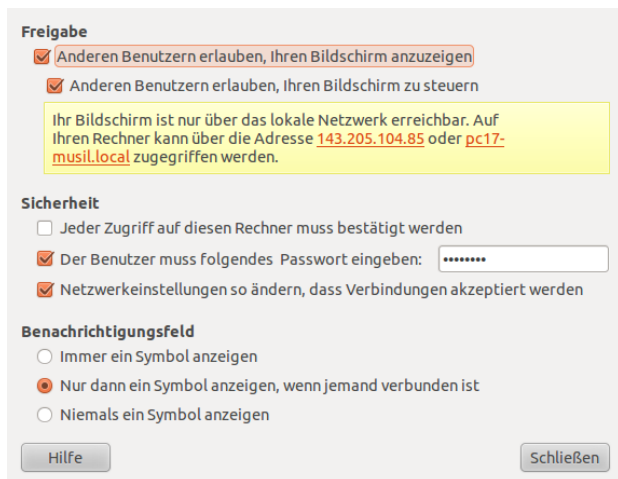 Freigabe
Anderen Benutzern erlauben, Ihren Bildschirm anzuzeigen
Anderen Benutzern erlauben, Ihren Bildschirm zu steuern
Ihr Bildschirm ist nur über das lokale Netzwerk erreichbar. Auf
Ihren Rechner kann über die Adresse 143.205.104.85 oder pc17-
musil.local zugegriffen werden.
Sicherheit
Jeder Zugriff auf diesen Rechner muss bestätigt werden
Der Benutzer muss folgendes Passwort eingeben: ••••••••
Netzwerkeinstellungen so ändern, dass Verbindungen akzeptiert werden
Benachrichtigungsfeld
Immer ein Symbol anzeigen
Nur dann ein Symbol anzeigen, wenn jemand verbunden ist
Niemals ein Symbol anzeigen
Hilfe Schließen